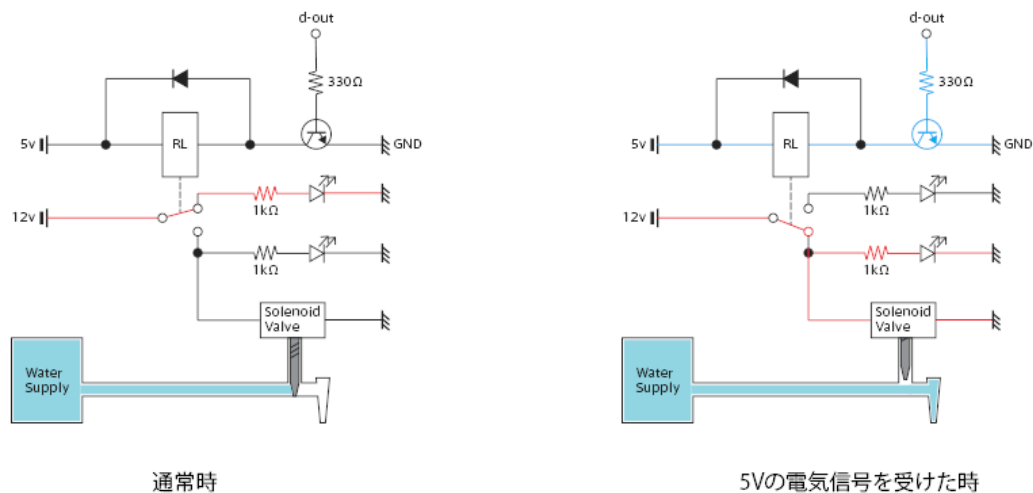 d-out
330Ω
5v
RL
GND
12v
1kΩ
1kΩ
Solenoid
Valve
Water
Supply
通常時
d-out
330Ω
5v
RL
GND
12v
1kΩ
1kΩ
Solenoid
Valve
Water
Supply
5Vの電気信号を受けた時